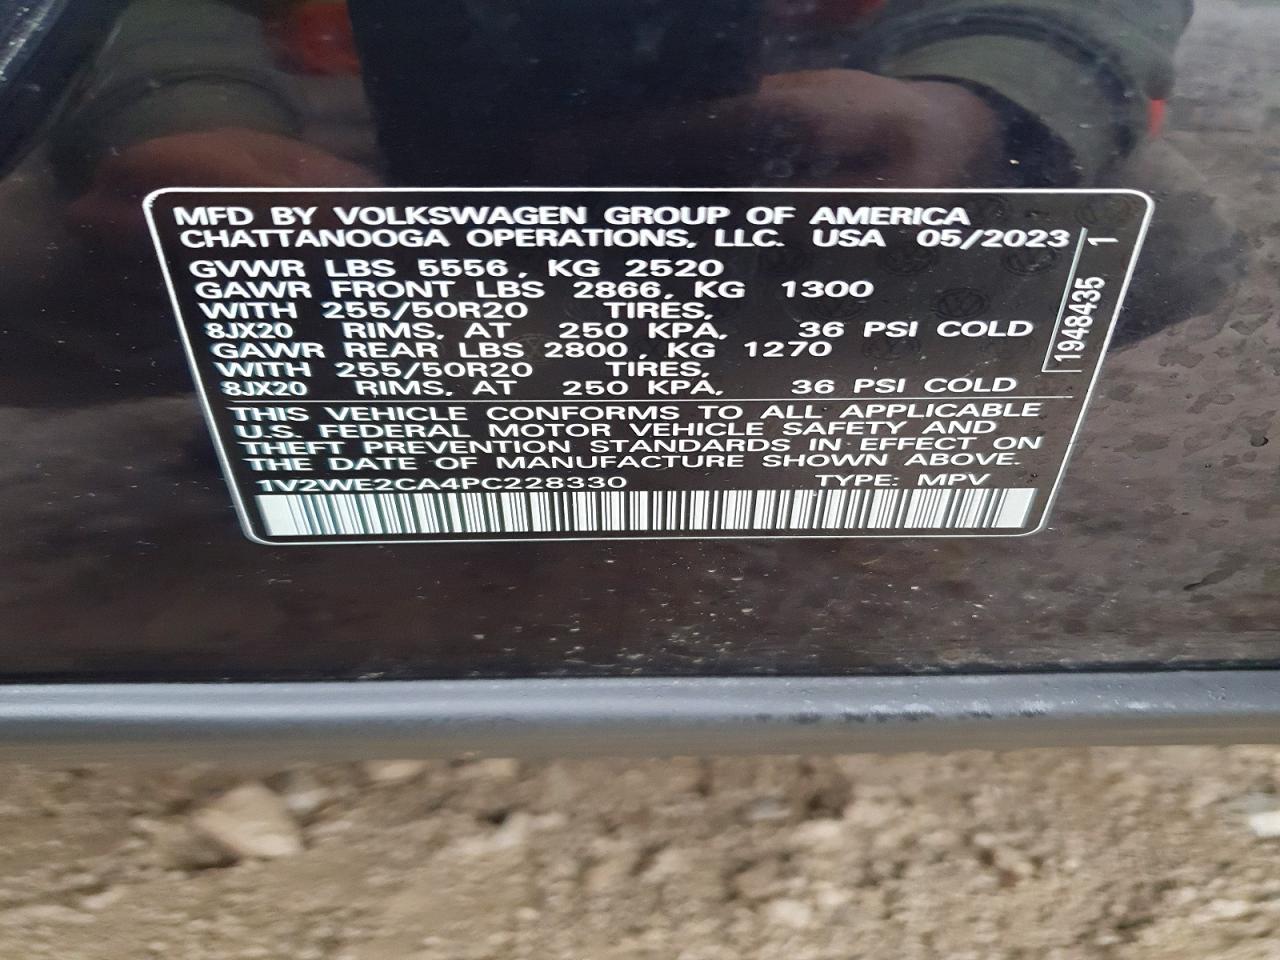 MFD BY VOLKSWAGEN GROUP OF AMERICA
CHATTANOOGA OPERATIONS, LLC. USA 05/2023
GVWR LBS 5556, KG 2520
GAWR FRONT LBS 2866, KG 1300
WITH 255/50R20 TIRES,
8JX20 RIMS, AT 250 KPA, 36 PSI COLD
GAWR REAR LBS 2800, KG 1270
WITH 255/50R20 TIRES,
8JX20 RIMS, AT 250 KPA, 36 PSI COLD
THIS VEHICLE CONFORMS TO ALL APPLICABLE
U.S. FEDERAL MOTOR VEHICLE SAFETY AND
THEFT PREVENTION STANDARDS IN EFFECT ON
THE DATE OF MANUFACTURE SHOWN ABOVE.
1V2WE2CA4PC228330 TYPE: MPV
1948435 1